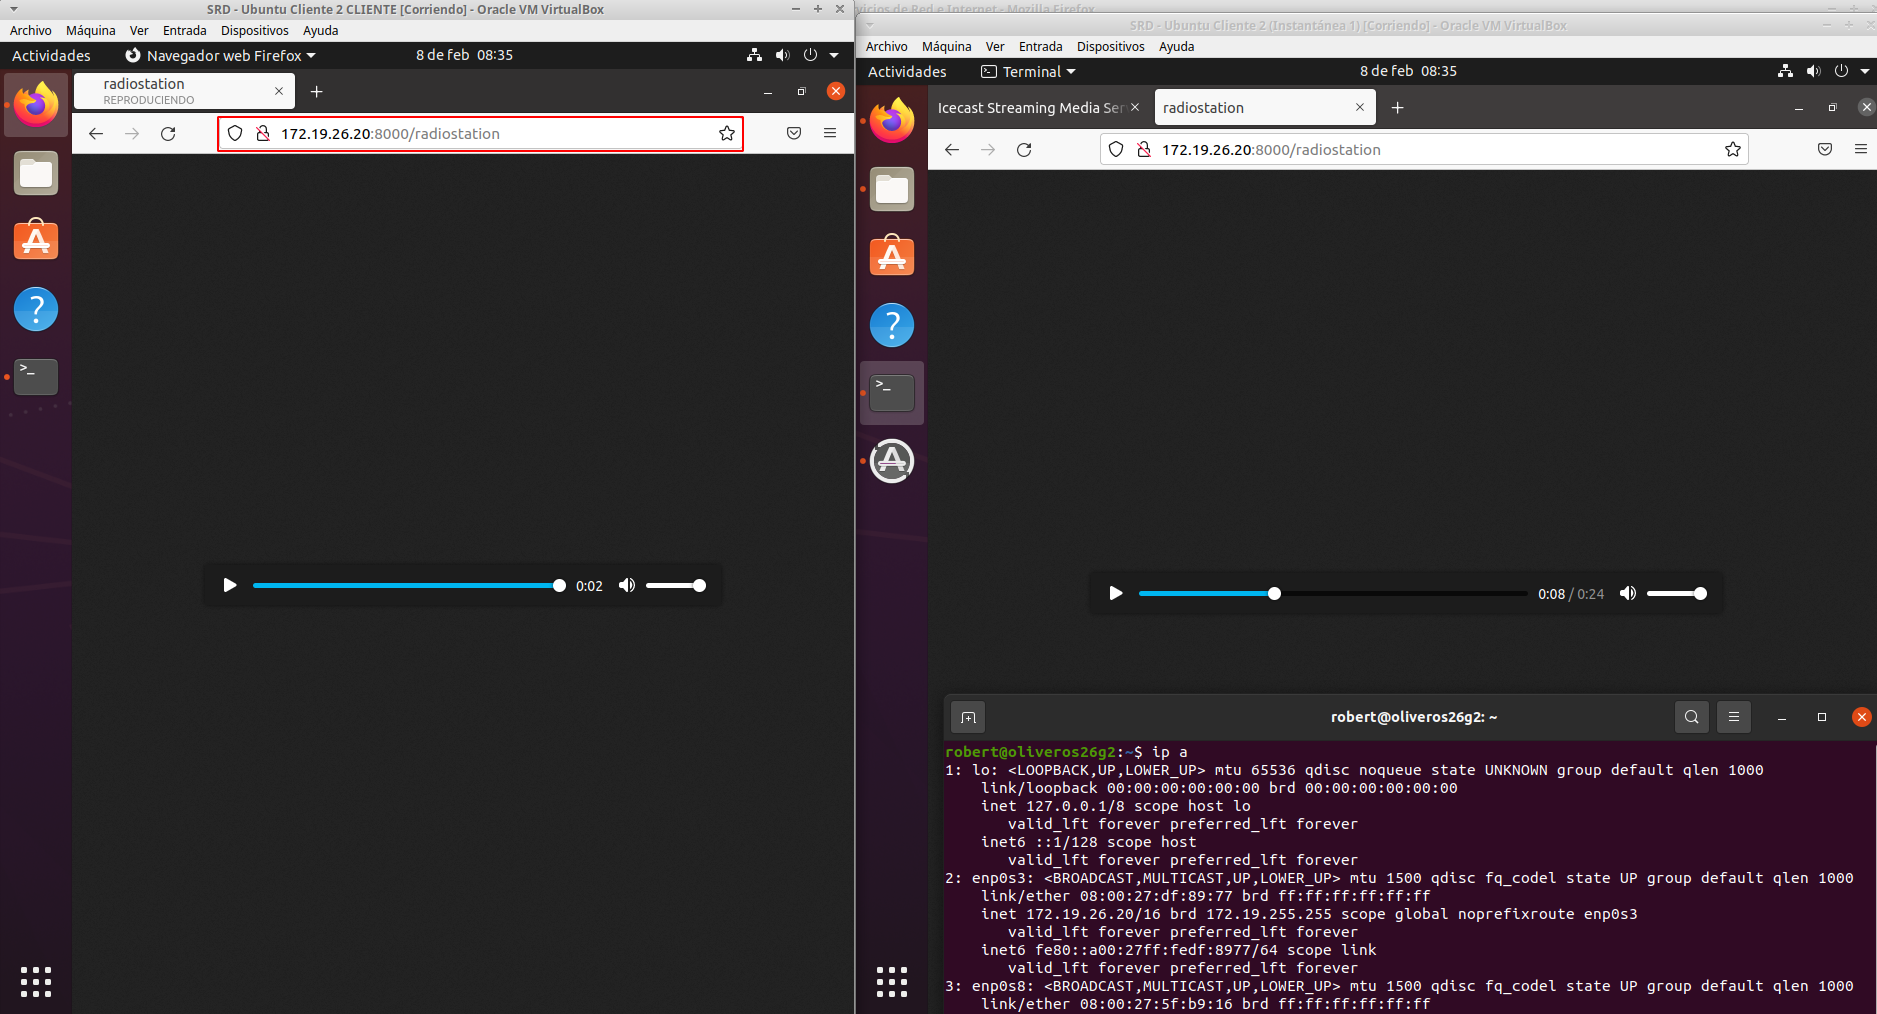 SRD - Ubuntu Cliente 2 CLIENTE [Corriendo] - Oracle VM VirtualBox
Archivo Máquina Ver Entrada Dispositivos Ayuda
Actividades Navegador web Firefox 8 de feb 08:35
radiostation
REPRODUCIENDO
172.19.26.20:8000/radiostation
0:02
vicios de Red e Internet - Mozilla Firefox
SRD - Ubuntu Cliente 2 (Instantánea 1) [Corriendo] - Oracle VM VirtualBox
Archivo Máquina Ver Entrada Dispositivos Ayuda
Actividades Terminal 8 de feb 08:35
Icecast Streaming Media Ser radiostation
172.19.26.20:8000/radiostation
0:08 / 0:24
robert@oliveros26g2: ~
robert@oliveros26g2:~$ ip a
1: lo: <LOOPBACK,UP,LOWER_UP> mtu 65536 qdisc noqueue state UNKNOWN group default qlen 1000
link/loopback 00:00:00:00:00:00 brd 00:00:00:00:00:00
inet 127.0.0.1/8 scope host lo
valid_lft forever preferred_lft forever
inet6 ::1/128 scope host
valid_lft forever preferred_lft forever
2: enp0s3: <BROADCAST,MULTICAST,UP,LOWER_UP> mtu 1500 qdisc fq_codel state UP group default qlen 1000
link/ether 08:00:27:df:89:77 brd ff:ff:ff:ff:ff:ff
inet 172.19.26.20/16 brd 172.19.255.255 scope global noprefixroute enp0s3
valid_lft forever preferred_lft forever
inet6 fe80::a00:27ff:fedf:8977/64 scope link
valid_lft forever preferred_lft forever
3: enp0s8: <BROADCAST,MULTICAST,UP,LOWER_UP> mtu 1500 qdisc fq_codel state UP group default qlen 1000
link/ether 08:00:27:5f:b9:16 brd ff:ff:ff:ff:ff:ff